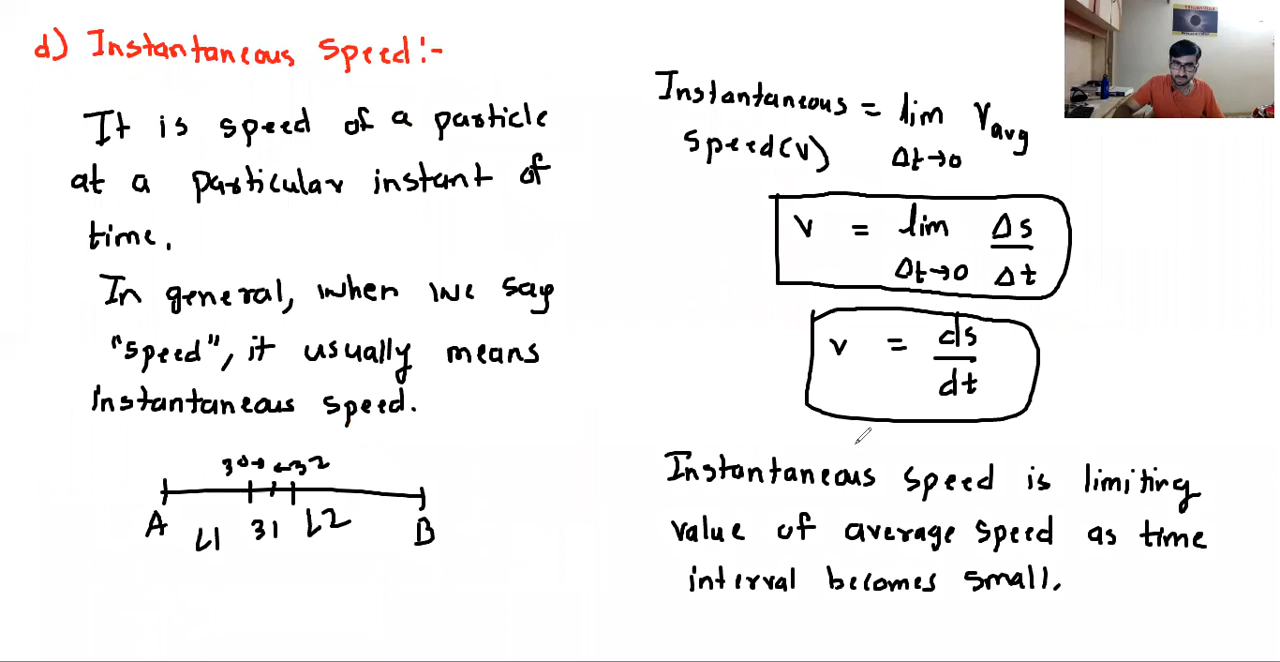 d) Instantaneous Speed:-
It is speed of a particle
at a particular instant of
time.
In general, when we say
"speed", it usually means
instantaneous speed.
30→ ←32
A L1 31 L2 B
Instantaneous = lim Vavg
speed(v) Δt→0
v = lim Δs
Δt→0 Δt
v = ds
dt
Instantaneous speed is limiting
value of average speed as time
interval becomes small.